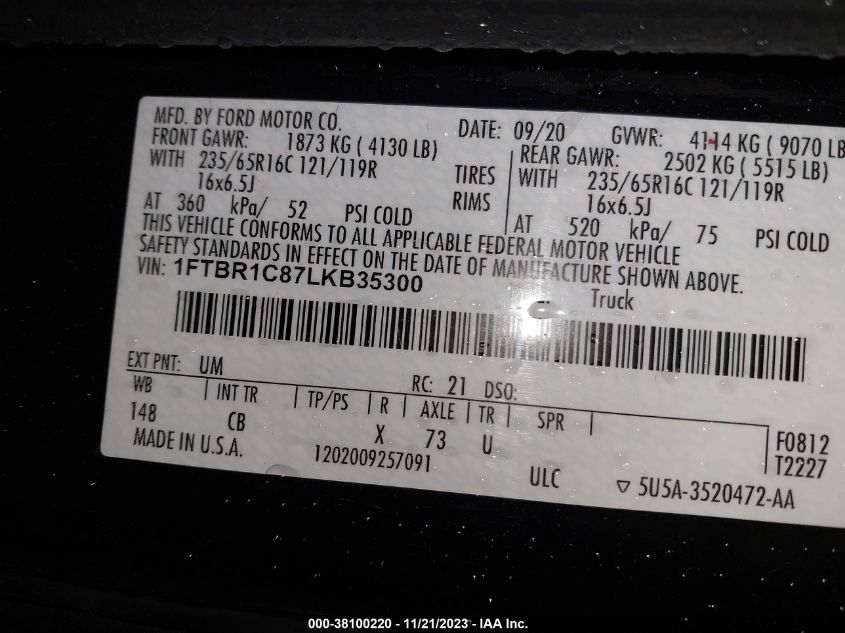 MFD. BY FORD MOTOR CO. DATE: 09/20 GVWR: 4114 KG ( 9070 LB
FRONT GAWR: 1873 KG ( 4130 LB) REAR GAWR: 2502 KG ( 5515 LB)
WITH 235/65R16C 121/119R TIRES WITH 235/65R16C 121/119R
16x6.5J RIMS 16x6.5J
AT 360 kPa/ 52 PSI COLD AT 520 kPa/ 75 PSI COLD
THIS VEHICLE CONFORMS TO ALL APPLICABLE FEDERAL MOTOR VEHICLE
SAFETY STANDARDS IN EFFECT ON THE DATE OF MANUFACTURE SHOWN ABOVE.
VIN: 1FTBR1C87LKB35300 Truck
EXT PNT: UM RC: 21 DSO:
WB INT TR TP/PS R AXLE TR SPR
148 CB X 73 U F0812
MADE IN U.S.A. 1202009257091 T2227
ULC 5U5A-3520472-AA
000-38100220 - 11/21/2023 - IAA Inc.